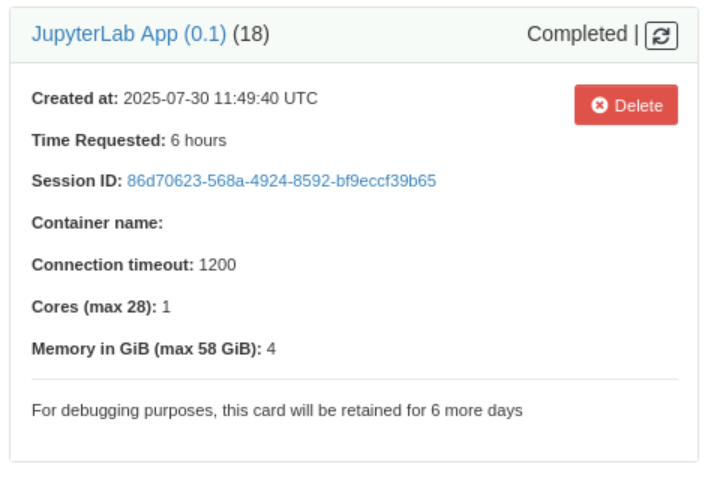 JupyterLab App (0.1) (18) Completed |
Created at: 2025-07-30 11:49:40 UTC Delete
Time Requested: 6 hours
Session ID: 86d70623-568a-4924-8592-bf9eccf39b65
Container name:
Connection timeout: 1200
Cores (max 28): 1
Memory in GiB (max 58 GiB): 4
For debugging purposes, this card will be retained for 6 more days